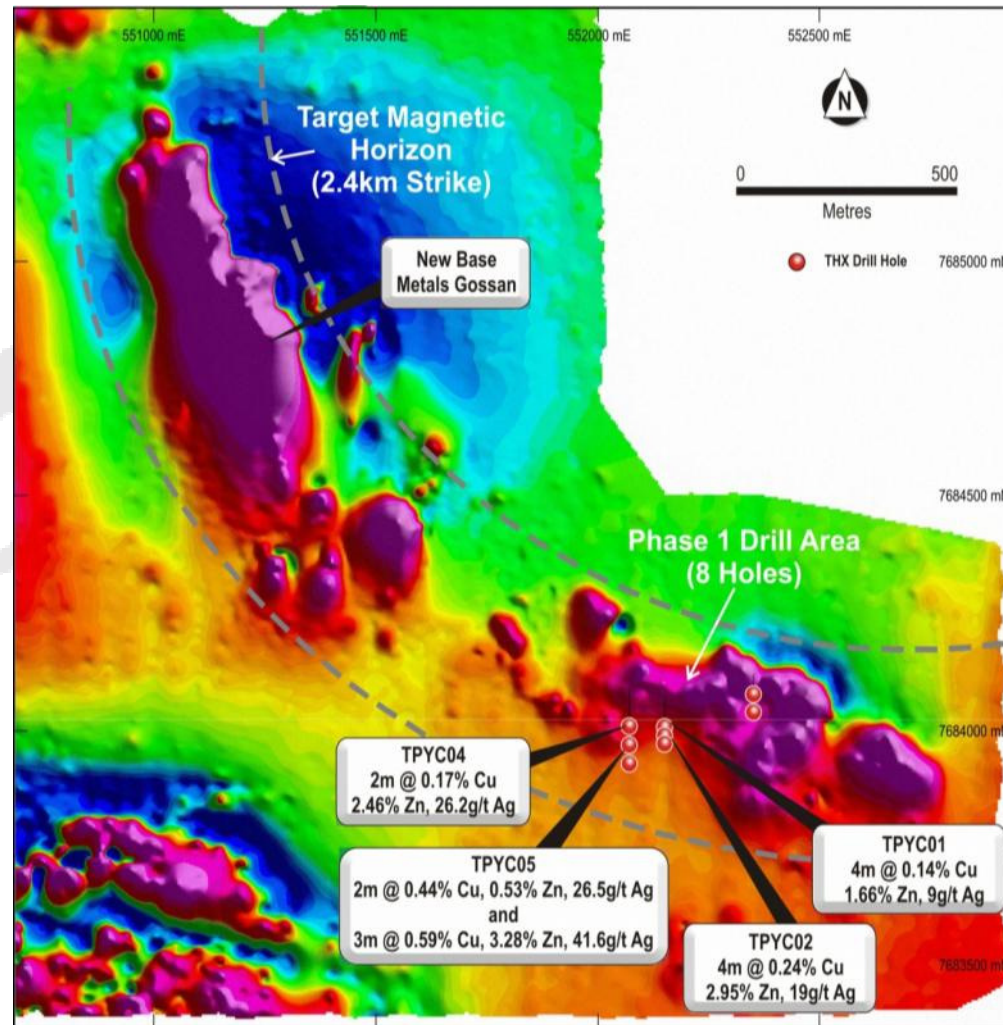 551000 mE
551500 mE
552000 mE
552500 mE
Target Magnetic
Horizon
(2.4km Strike)
N
0
500
Metres
New Base
Metals Gossan
THX Drill Hole
7685000 m
7684500 m
Phase 1 Drill Area
(8 Holes)
7684000 m
TPYC04
2m @ 0.17% Cu
2.46% Zn, 26.2g/t Ag
TPYC01
4m @ 0.14% Cu
1.66% Zn, 9g/t Ag
TPYC05
2m @ 0.44% Cu, 0.53% Zn, 26.5g/t Ag
and
3m @ 0.59% Cu, 3.28% Zn, 41.6g/t Ag
TPYC02
4m @ 0.24% Cu
2.95% Zn, 19g/t Ag
7683500 m